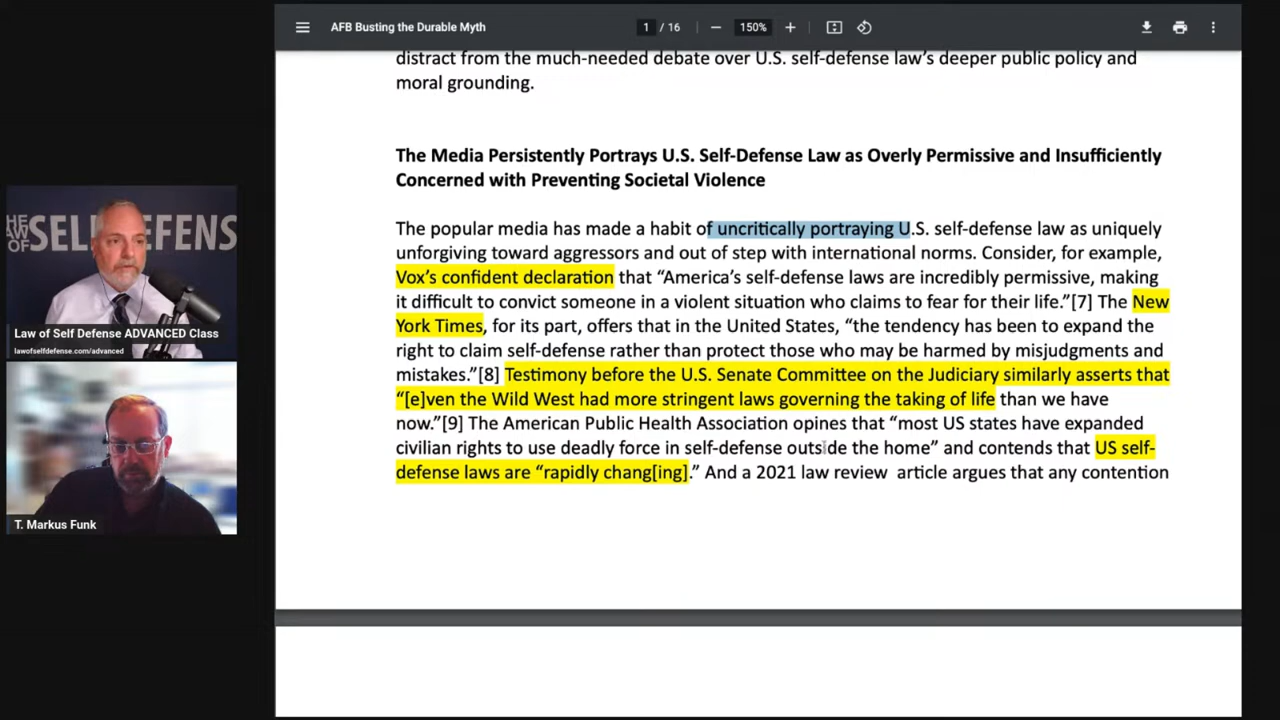 AFB Busting the Durable Myth
1 / 16
150%
distract from the much-needed debate over U.S. self-defense law's deeper public policy and
moral grounding.
The Media Persistently Portrays U.S. Self-Defense Law as Overly Permissive and Insufficiently
Concerned with Preventing Societal Violence
The popular media has made a habit of uncritically portraying U.S. self-defense law as uniquely
unforgiving toward aggressors and out of step with international norms. Consider, for example,
Vox's confident declaration that “America's self-defense laws are incredibly permissive, making
it difficult to convict someone in a violent situation who claims to fear for their life.”[7] The New
York Times, for its part, offers that in the United States, “the tendency has been to expand the
right to claim self-defense rather than protect those who may be harmed by misjudgments and
mistakes.”[8] Testimony before the U.S. Senate Committee on the Judiciary similarly asserts that
“[e]ven the Wild West had more stringent laws governing the taking of life than we have
now.”[9] The American Public Health Association opines that “most US states have expanded
civilian rights to use deadly force in self-defense outside the home” and contends that US self-
defense laws are “rapidly chang[ing].” And a 2021 law review article argues that any contention
THE LAW OF SELF DEFENS
Law of Self Defense ADVANCED Class
lawofselfdefense.com/advanced
T. Markus Funk